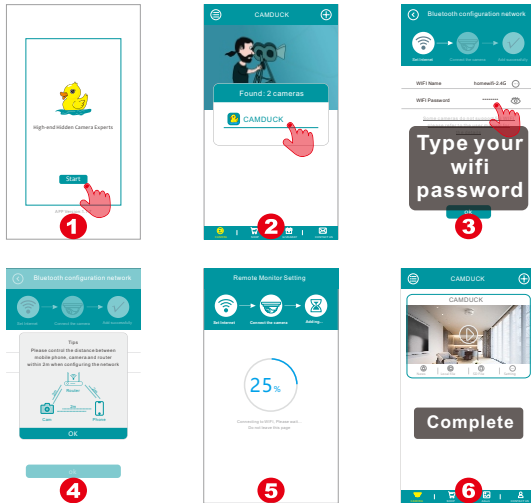 High-end Hidden Camera Experts
Start
1
CAMDUCK
Found: 2 cameras
CAMDUCK
2
Bluetooth configuration network
Set Internet
Connect the camera
Add successfully
WIFI Name
homewifi-2.4G
WIFI Password
********
Type your
wifi
password
OK
3
Bluetooth configuration network
Set Internet
Connect the camera
Add successfully
Tips
Please control the distance between
mobile phone, camera and router
within 2m when configuring the network
Router
Cam
2m
Phone
OK
OK
4
Remote Monitor Setting
Set Internet
Connect the camera
Adding...
25%
Connecting to WIFI, Please wait...
Do not leave this page
5
CAMDUCK
CAMDUCK
Complete
6